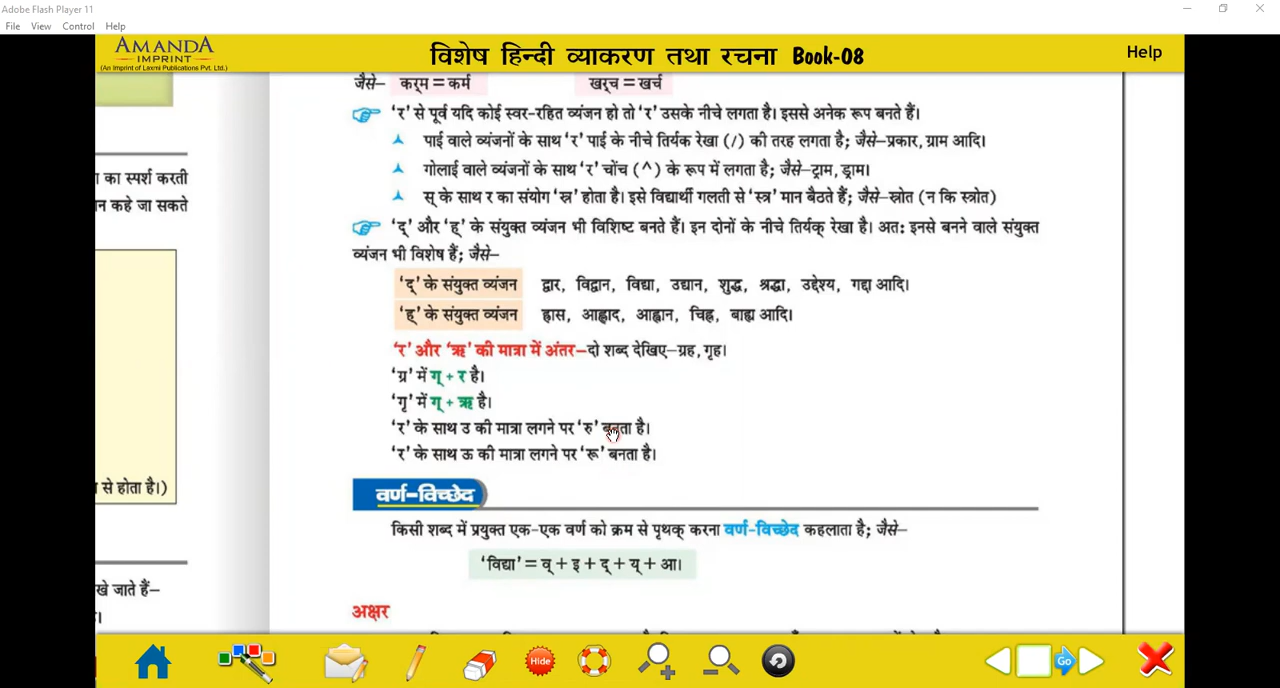 Adobe Flash Player 11
File View Control Help
AMANDA
IMPRINT
(An Imprint of Laxmi Publications Pvt. Ltd.)
विशेष हिन्दी व्याकरण तथा रचना Book-08
Help
जैसे– कर्‌म = कर्म खर्‌च = खर्च
‘र’ से पूर्व यदि कोई स्वर-रहित व्यंजन हो तो ‘र’ उसके नीचे लगता है। इससे अनेक रूप बनते हैं।
पाई वाले व्यंजनों के साथ ‘र’ पाई के नीचे तिर्यक रेखा (/) की तरह लगता है; जैसे–प्रकार, ग्राम आदि।
गोलाई वाले व्यंजनों के साथ ‘र’ चोंच (^) के रूप में लगता है; जैसे–ट्राम, ड्राम।
स् के साथ र का संयोग ‘स्र’ होता है। इसे विद्यार्थी गलती से ‘स्त्र’ मान बैठते हैं; जैसे–स्रोत (न कि स्त्रोत)
‘द्’ और ‘ह्’ के संयुक्त व्यंजन भी विशिष्ट बनते हैं। इन दोनों के नीचे तिर्यक् रेखा है। अत: इनसे बनने वाले संयुक्त
व्यंजन भी विशेष हैं; जैसे–
‘द्’ के संयुक्त व्यंजन द्वार, विद्वान, विद्या, उद्यान, शुद्ध, श्रद्धा, उद्देश्य, गद्दा आदि।
‘ह्’ के संयुक्त व्यंजन ह्रास, आह्लाद, आह्वान, चिह्न, बाह्य आदि।
‘र’ और ‘ऋ’ की मात्रा में अंतर–दो शब्द देखिए–ग्रह, गृह।
‘ग्र’ में ग् + र है।
‘गृ’ में ग् + ऋ है।
‘र’ के साथ उ की मात्रा लगने पर ‘रु’ बनता है।
‘र’ के साथ ऊ की मात्रा लगने पर ‘रू’ बनता है।
वर्ण-विच्छेद
किसी शब्द में प्रयुक्त एक-एक वर्ण को क्रम से पृथक् करना वर्ण-विच्छेद कहलाता है; जैसे–
‘विद्या’ = व् + इ + द् + य् + आ।
अक्षर
का स्पर्श करती
कहे जा सकते
से होता है।)
जाते हैं–
Hide
Go